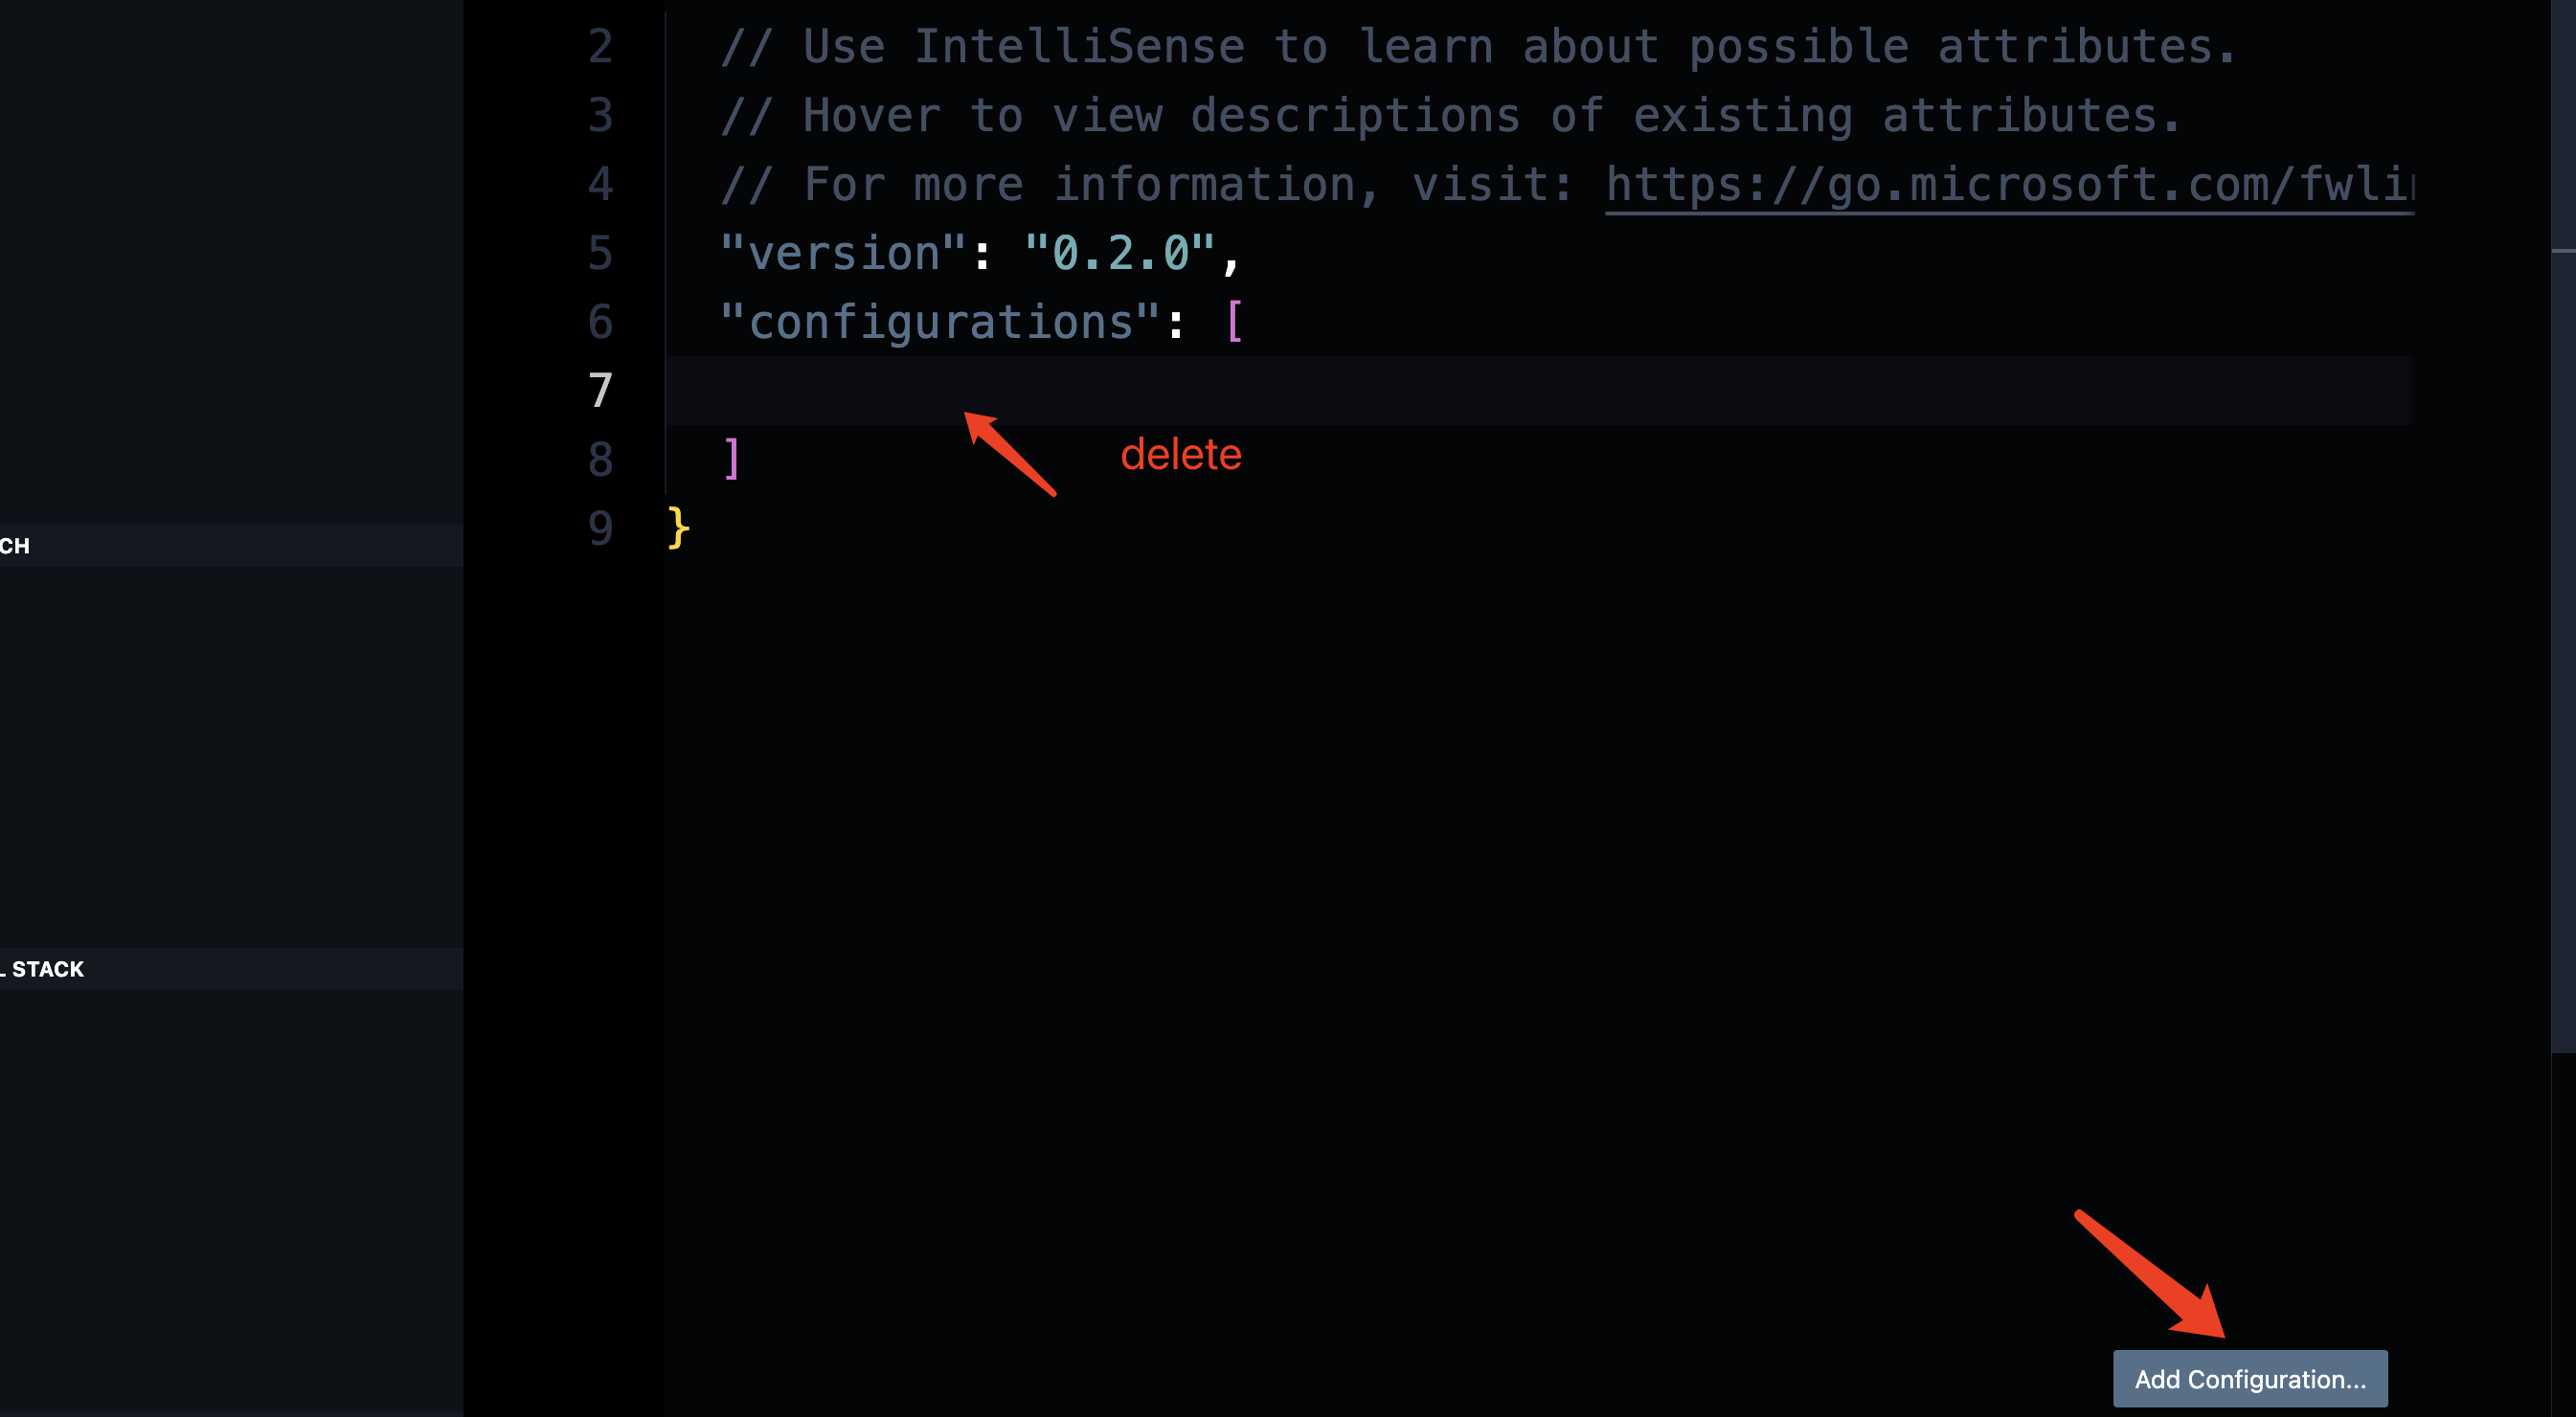 2 // Use IntelliSense to learn about possible attributes.
3 // Hover to view descriptions of existing attributes.
4 // For more information, visit: https://go.microsoft.com/fwli
5 "version": "0.2.0",
6 "configurations": [
7
8 ]
delete
9 }
CH
L STACK
Add Configuration...